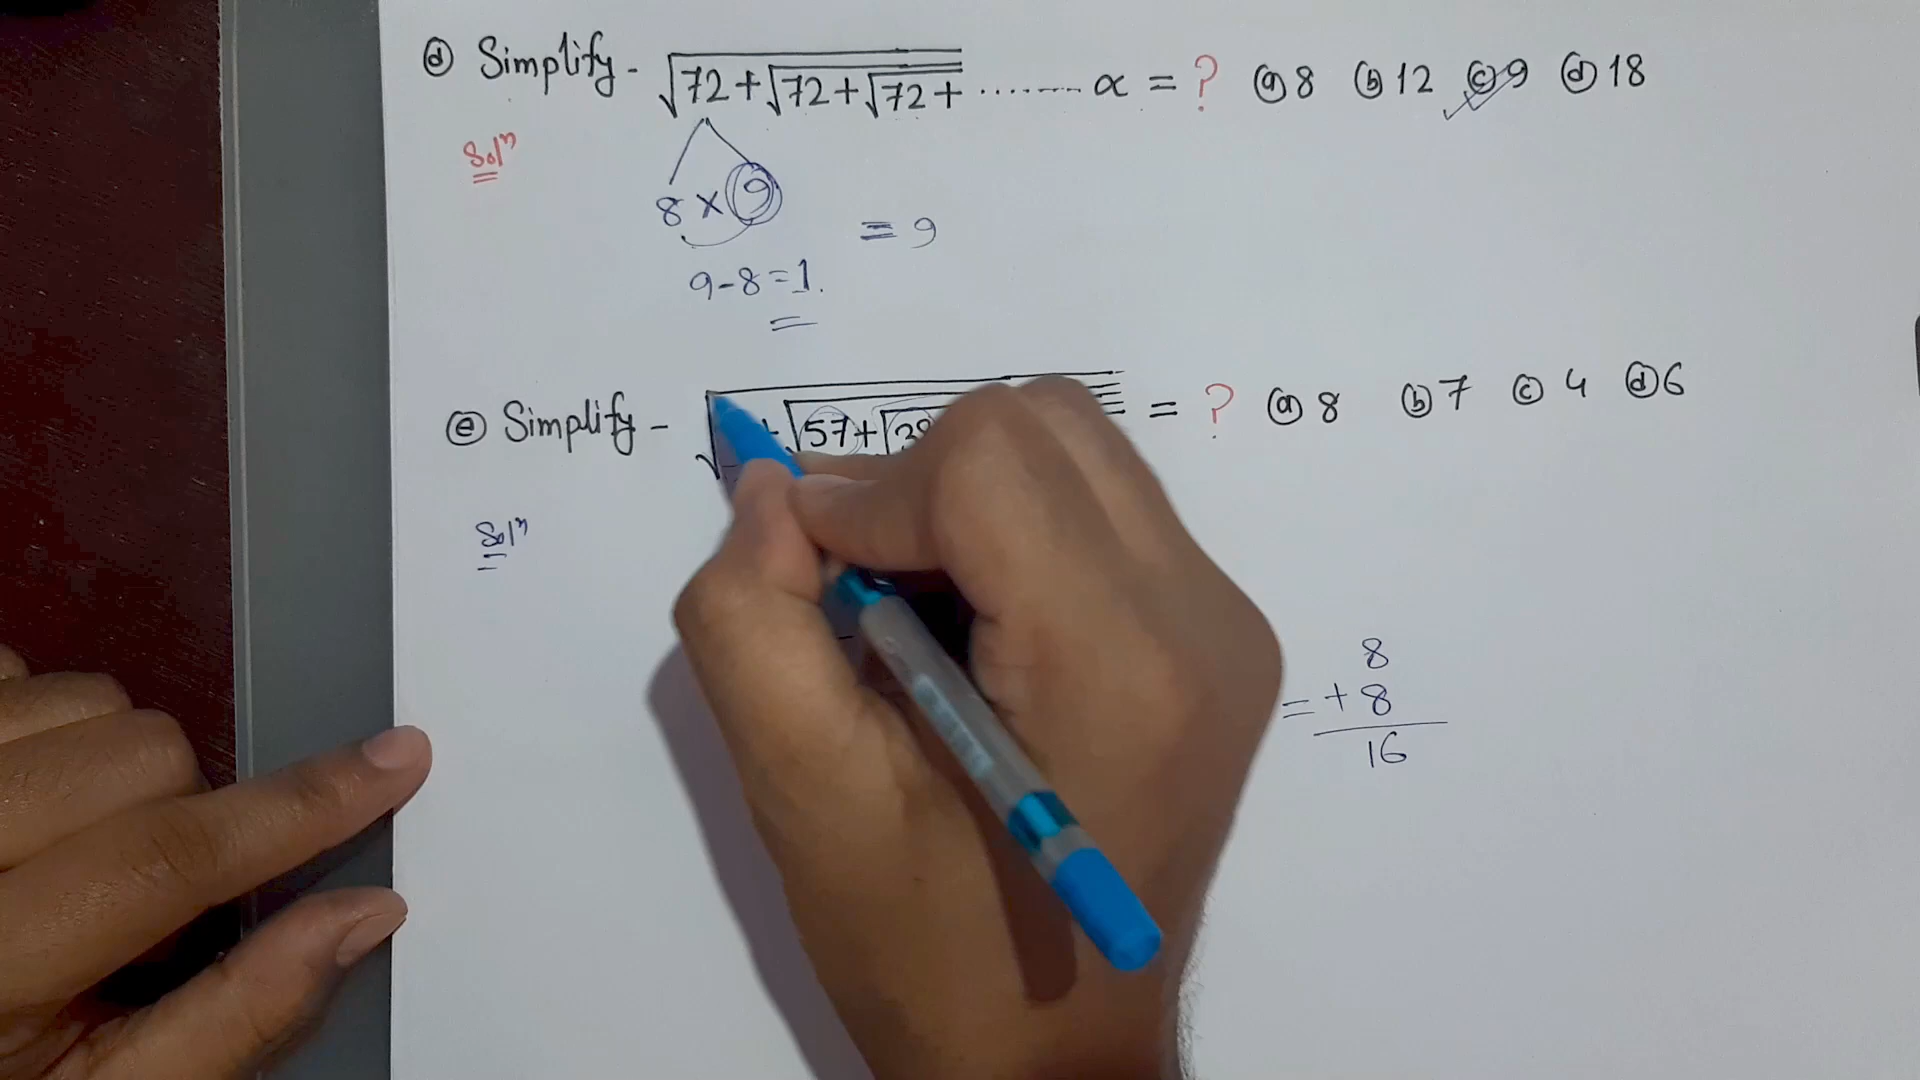 ⓓ Simplify - √72+√72+√72+ ........ α = ? ⓐ 8 ⓑ 12 ⓒ 9 ⓓ 18
Solⁿ
8 × 9
= 9
9-8=1.
ⓔ Simplify - √ + √57+√ = ? ⓐ 8 ⓑ 7 ⓒ 4 ⓓ 6
Solⁿ
8
= + 8
16